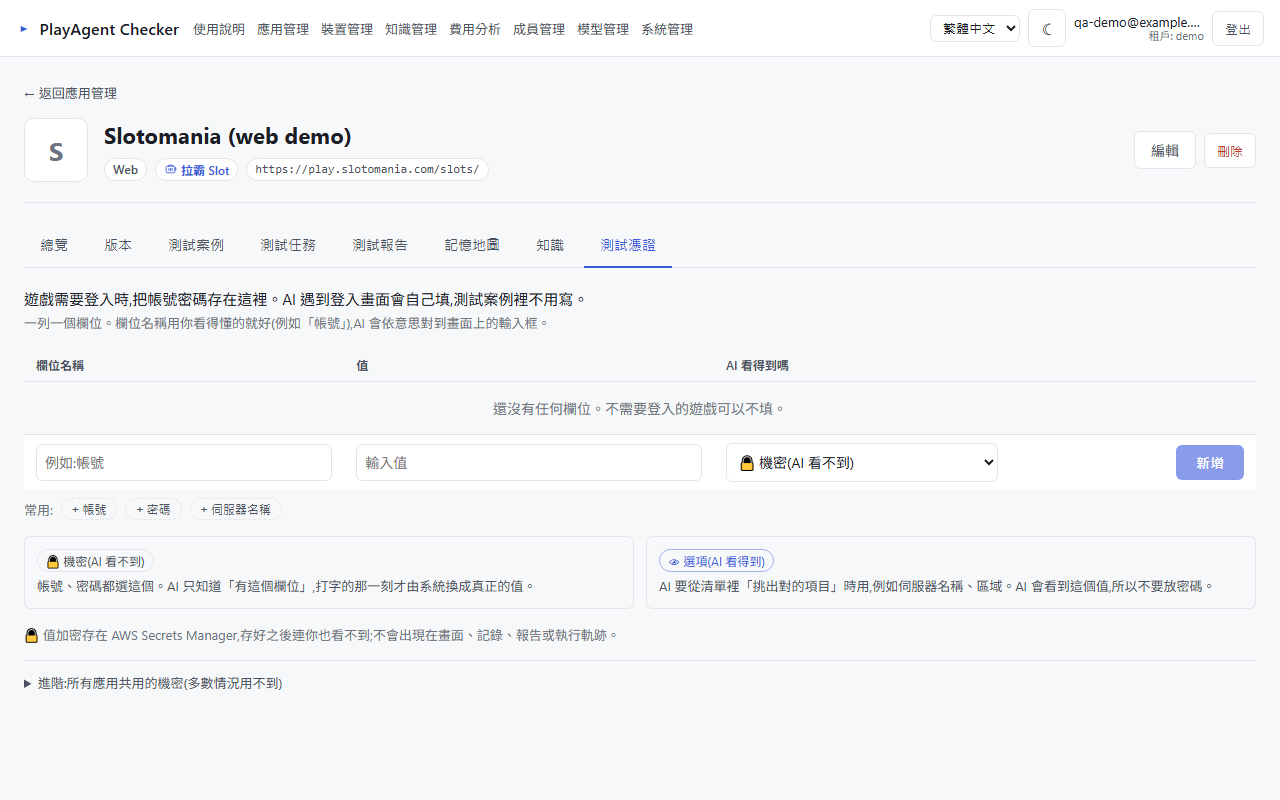 PlayAgent Checker 使用說明 應用管理 裝置管理 知識管理 費用分析 成員管理 模型管理 系統管理 繁體中文 qa-demo@example.... 登出
租戶: demo
← 返回應用管理
S
Slotomania (web demo)
Web 拉霸 Slot https://play.slotomania.com/slots/
編輯 刪除
總覽 版本 測試案例 測試任務 測試報告 記憶地圖 知識 測試憑證
遊戲需要登入時,把帳號密碼存在這裡。AI 遇到登入畫面會自己填,測試案例裡不用寫。
一列一個欄位。欄位名稱用你看得懂的就好(例如「帳號」),AI 會依意思對到畫面上的輸入框。
欄位名稱 值 AI 看得到嗎
還沒有任何欄位。不需要登入的遊戲可以不填。
例如:帳號 輸入值 機密(AI 看不到) 新增
常用: + 帳號 + 密碼 + 伺服器名稱
機密(AI 看不到)
帳號、密碼都選這個。AI 只知道「有這個欄位」,打字的那一刻才由系統換成真正的值。
選項(AI 看得到)
AI 要從清單裡「挑出對的項目」時用,例如伺服器名稱、區域。AI 會看到這個值,所以不要放密碼。
值加密存在 AWS Secrets Manager,存好之後連你也看不到;不會出現在畫面、記錄、報告或執行軌跡。
進階:所有應用共用的機密(多數情況用不到)